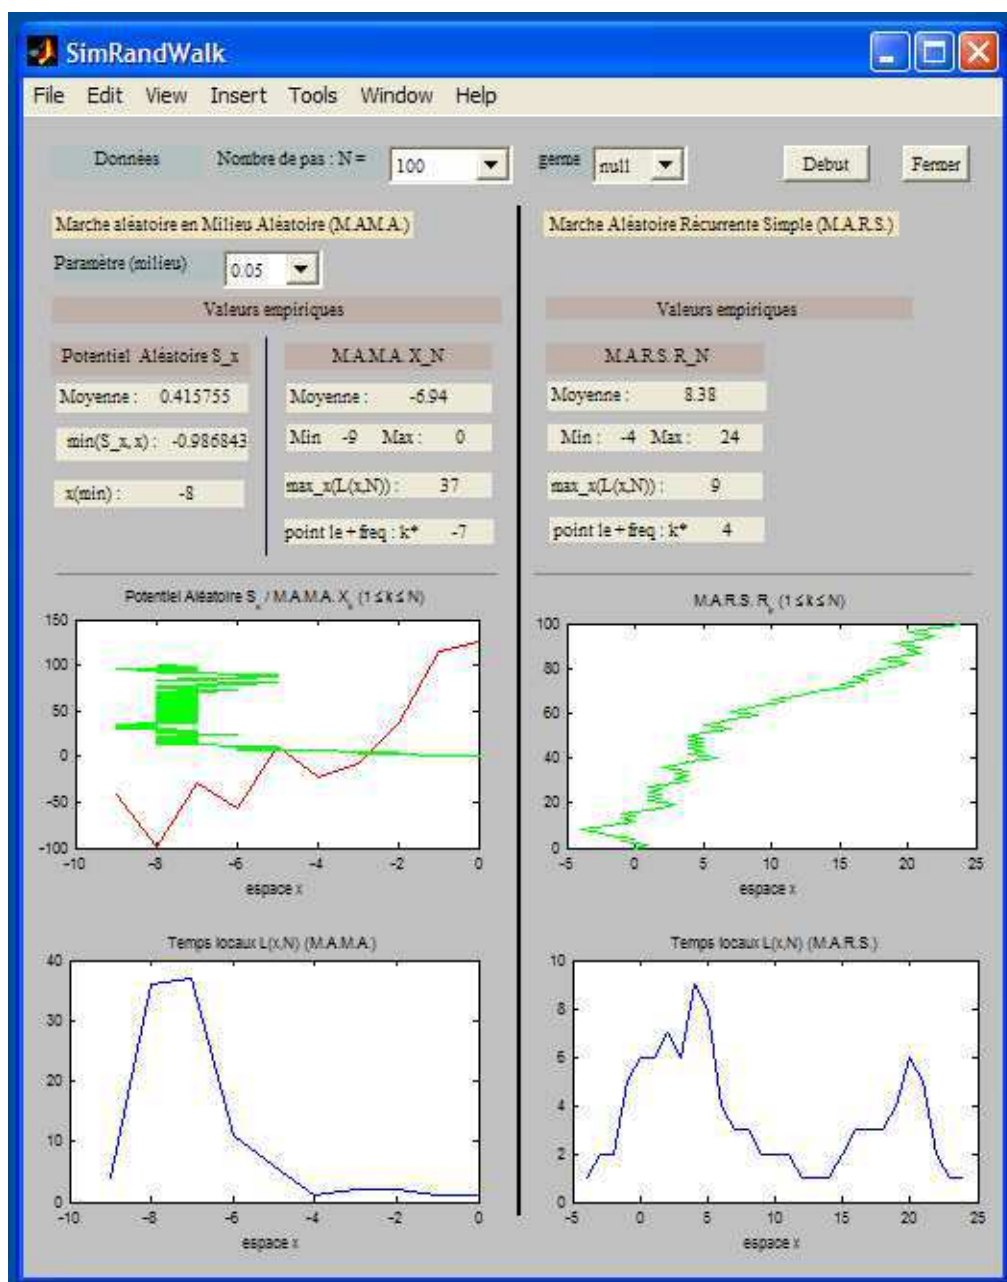 SimRandWalk
File Edit View Insert Tools Window Help
Données Nombre de pas : N = 100 germe null Debut Fermer
Marche aléatoire en Milieu Aléatoire (M.A.M.A.)
Marche Aléatoire Récurrente Simple (M.A.R.S.)
Paramètre (milieu) 0.05
Valeurs empiriques
Valeurs empiriques
Potentiel Aléatoire S_x
M.A.M.A. X_N
M.A.R.S. R_N
Moyenne : 0.415755
Moyenne : -6.94
Moyenne : 8.38
min(S_x, x) : -0.986843
Min -9 Max : 0
Min : -4 Max : 24
x(min) : -8
max_x(L(x,N)) : 37
max_x(L(x,N)) : 9
point le + freq : k* -7
point le + freq : k* 4
Potentiel Aléatoire S_x / M.A.M.A. X_k (1 ≤ k ≤ N)
150
100
50
0
-50
-100
-10 -8 -6 -4 -2 0
espace x
M.A.R.S. R_k (1 ≤ k ≤ N)
100
80
60
40
20
0
-5 0 5 10 15 20 25
espace x
Temps locaux L(x,N) (M.A.M.A.)
40
30
20
10
0
-10 -8 -6 -4 -2 0
espace x
Temps locaux L(x,N) (M.A.R.S.)
10
8
6
4
2
0
-5 0 5 10 15 20 25
espace x